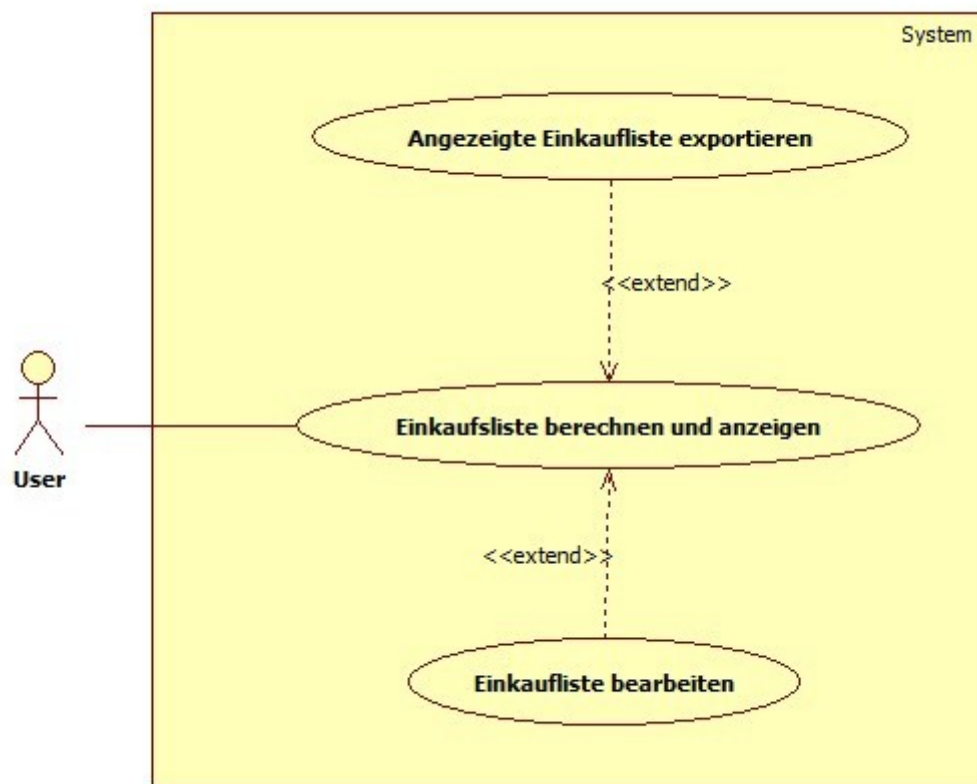 System
Angezeigte Einkaufliste exportieren
<<extend>>
Einkaufsliste berechnen und anzeigen
User
<<extend>>
Einkaufliste bearbeiten